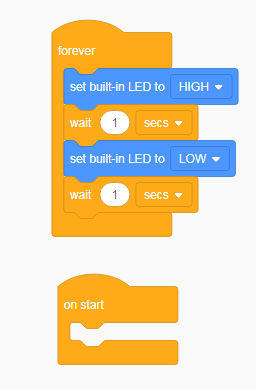 forever
set built-in LED to HIGH
wait 1 secs
set built-in LED to LOW
wait 1 secs
on start